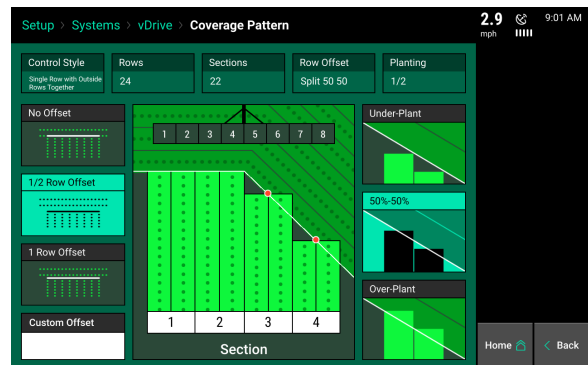 Setup > Systems > vDrive > Coverage Pattern
2.9
mph
9:01 AM
Control Style
Single Row with Outside
Rows Together
Rows
24
Sections
22
Row Offset
Split 50 50
Planting
1/2
No Offset
1/2 Row Offset
1 Row Offset
Custom Offset
1 2 3 4 5 6 7 8
1 2 3 4
Section
Under-Plant
50%-50%
Over-Plant
Home
< Back